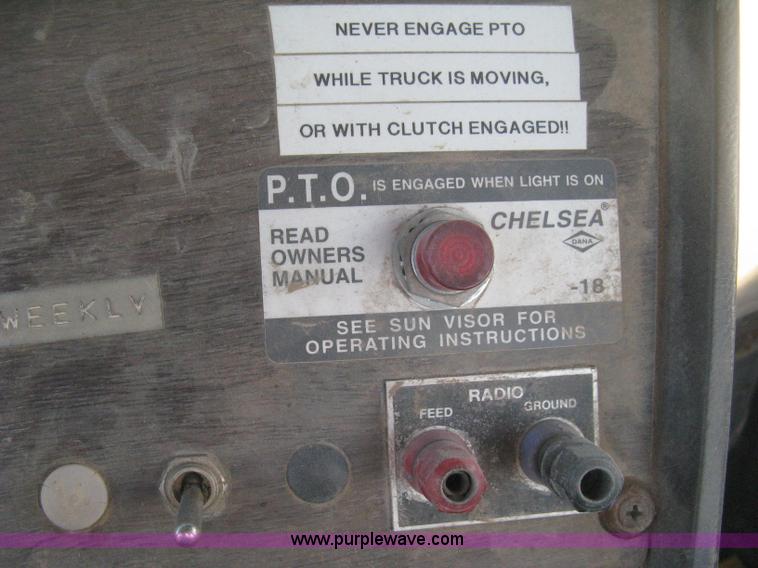 NEVER ENGAGE PTO
WHILE TRUCK IS MOVING,
OR WITH CLUTCH ENGAGED!!
P.T.O. IS ENGAGED WHEN LIGHT IS ON
READ
OWNERS
MANUAL
CHELSEA®
DANA
-18
SEE SUN VISOR FOR
OPERATING INSTRUCTIONS
WEEKLY
RADIO
FEED GROUND
www.purplewave.com